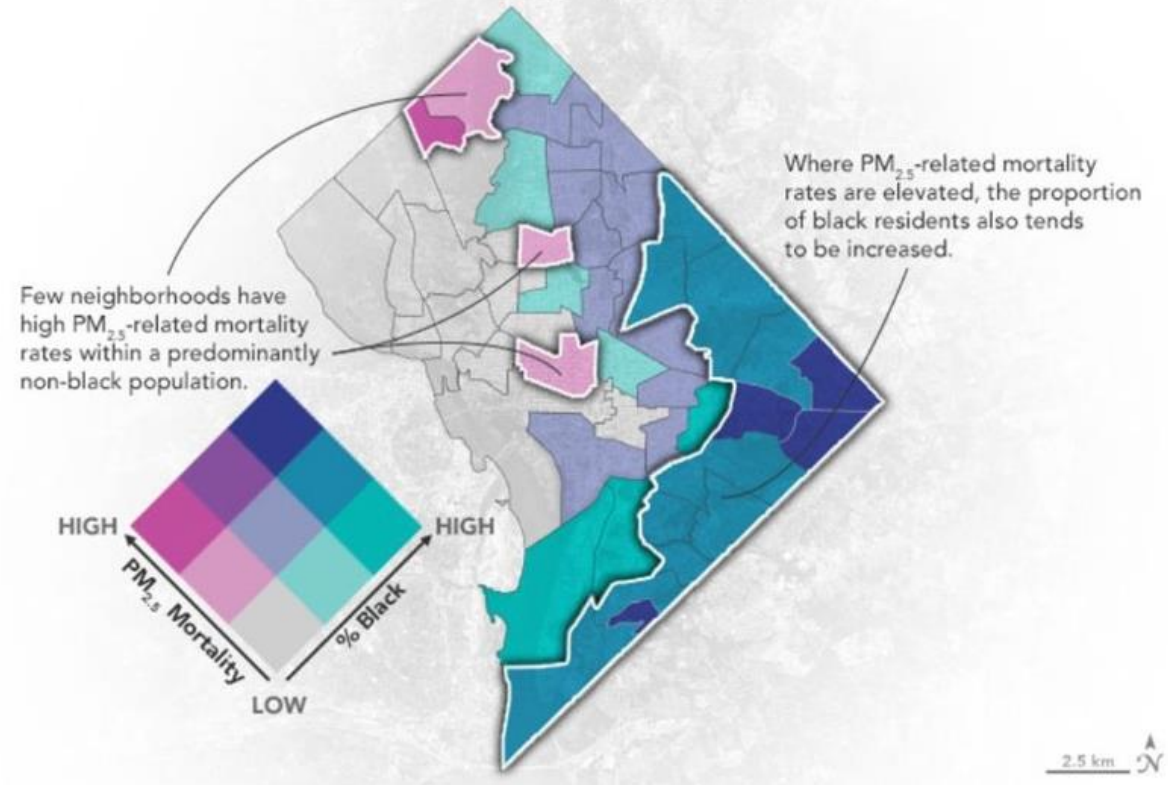 Where PM2.5-related mortality
rates are elevated, the proportion
of black residents also tends
to be increased.
Few neighborhoods have
high PM2.5-related mortality
rates within a predominantly
non-black population.
HIGH
HIGH
PM2.5 Mortality
% Black
LOW
2.5 km
N